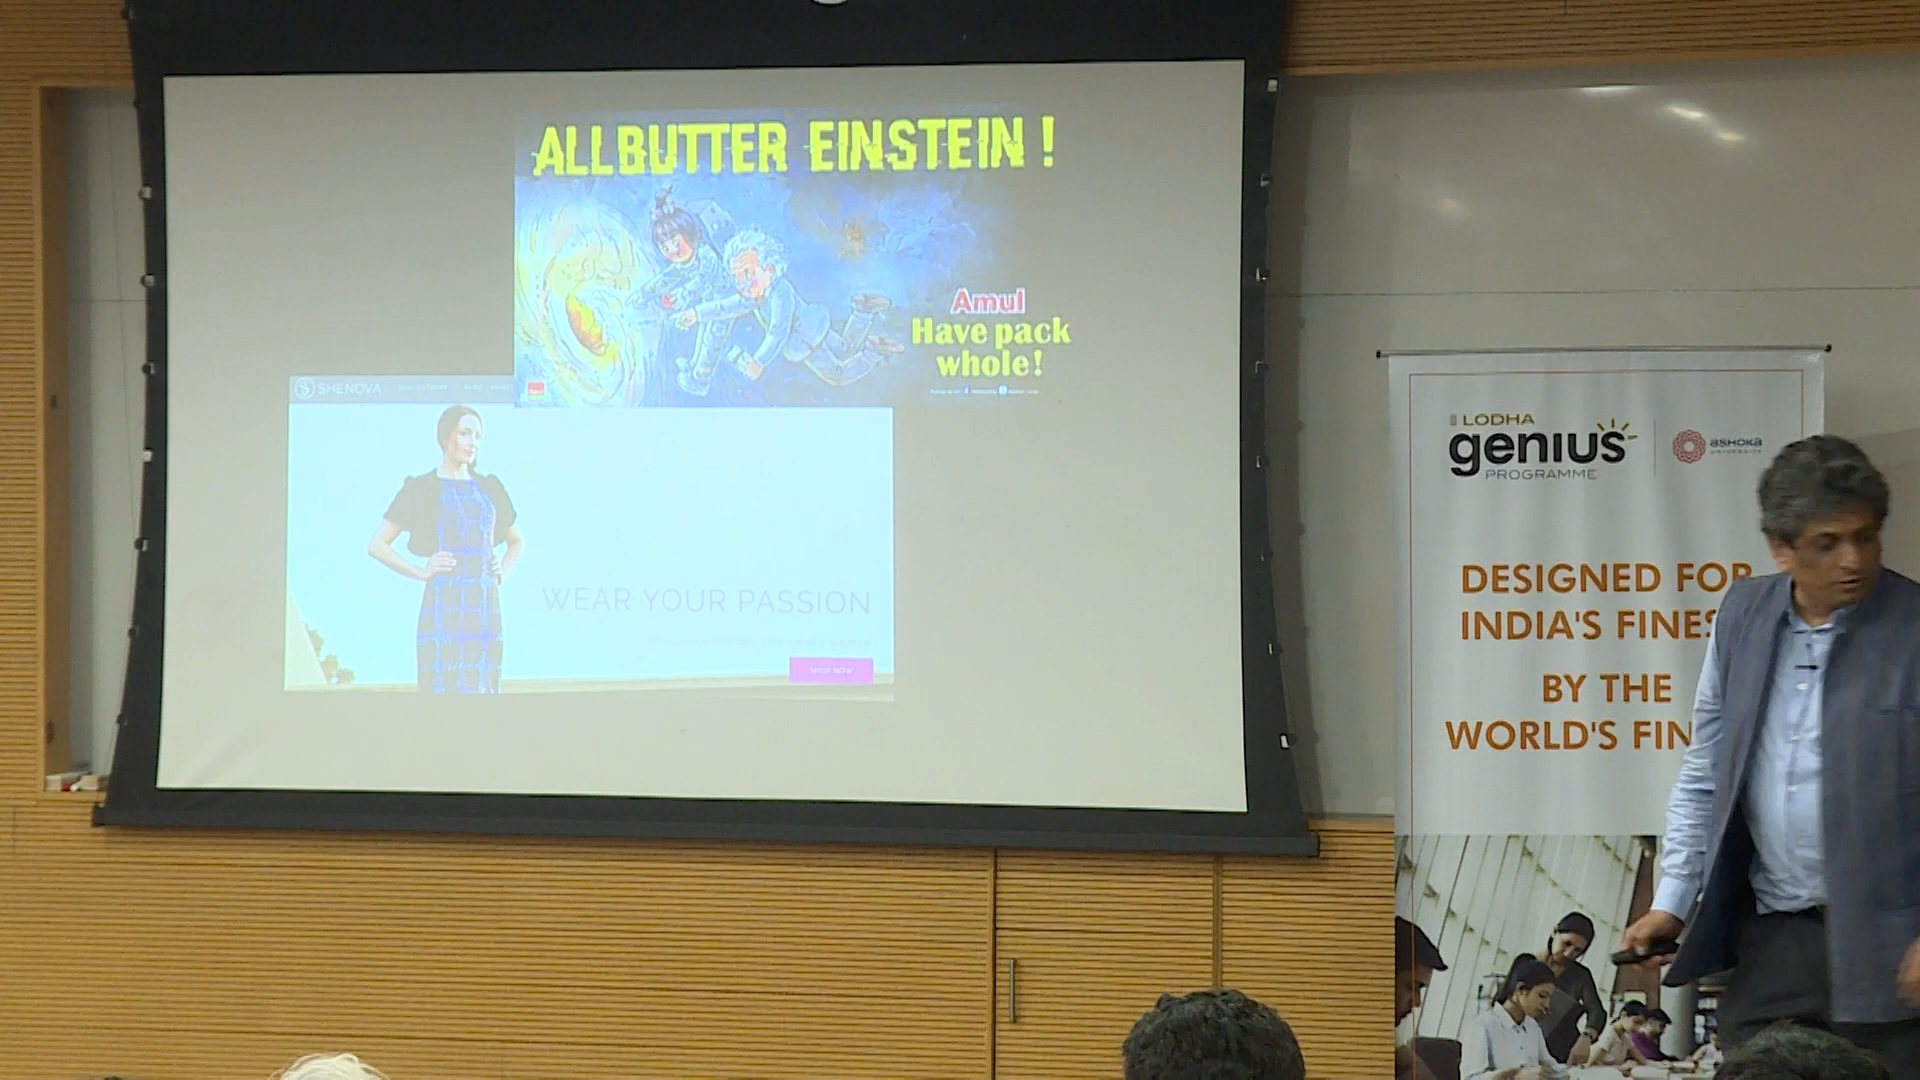 ALLBUTTER EINSTEIN !
Amul
Have pack
whole!
SHENOVA
WEAR YOUR PASSION
SHOP NOW
LODHA
genius
PROGRAMME
ASHOKA
UNIVERSITY
DESIGNED FOR
INDIA'S FINES
BY THE
WORLD'S FIN